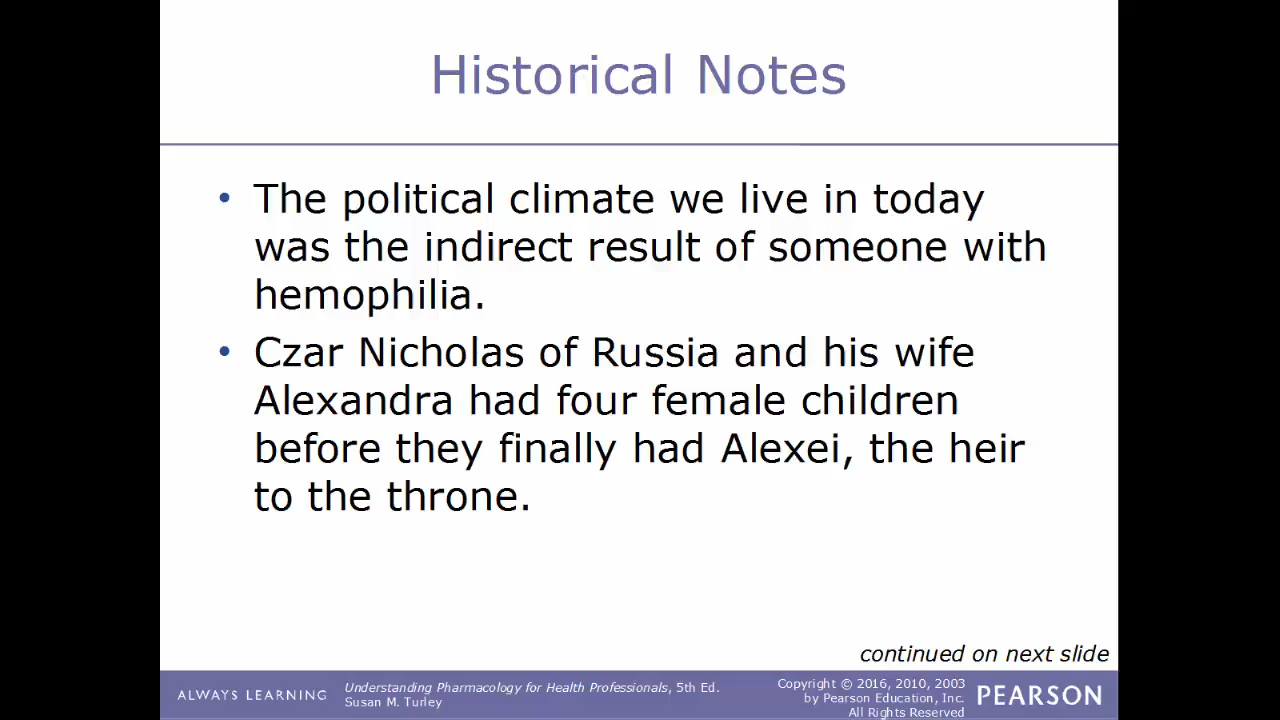 Historical Notes
• The political climate we live in today
was the indirect result of someone with
hemophilia.
• Czar Nicholas of Russia and his wife
Alexandra had four female children
before they finally had Alexei, the heir
to the throne.
continued on next slide
ALWAYS LEARNING
Understanding Pharmacology for Health Professionals, 5th Ed.
Susan M. Turley
Copyright © 2016, 2010, 2003
by Pearson Education, Inc.
All Rights Reserved
PEARSON